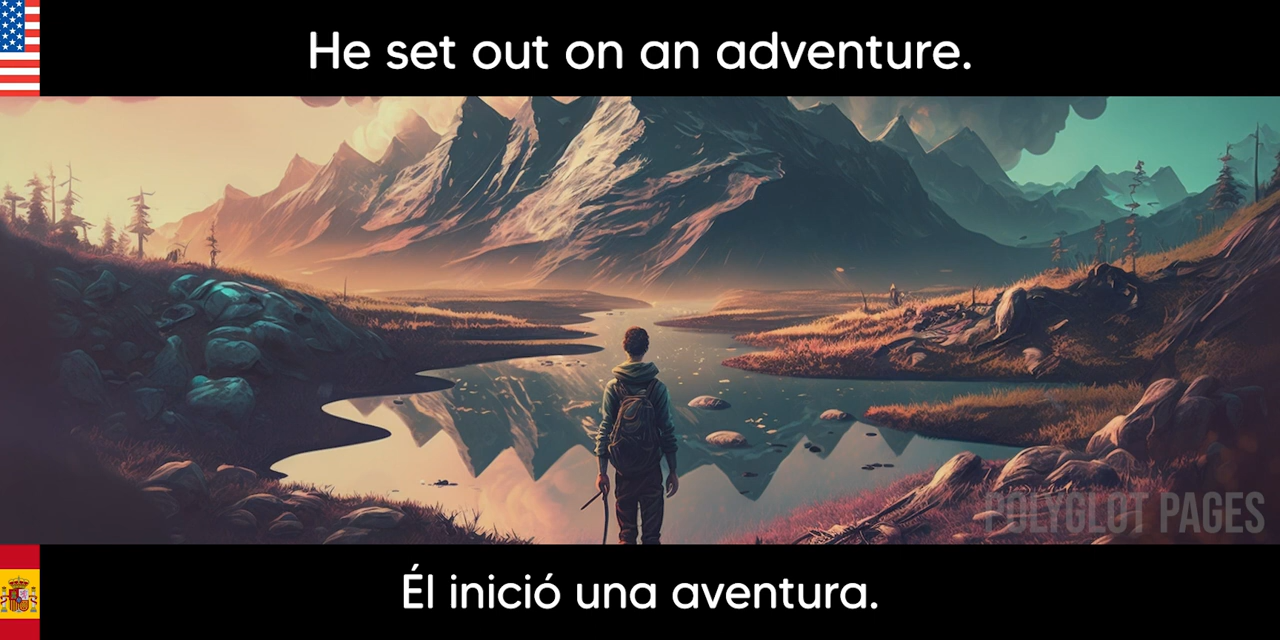 He set out on an adventure.
POLYGLOT PAGES
Él inició una aventura.